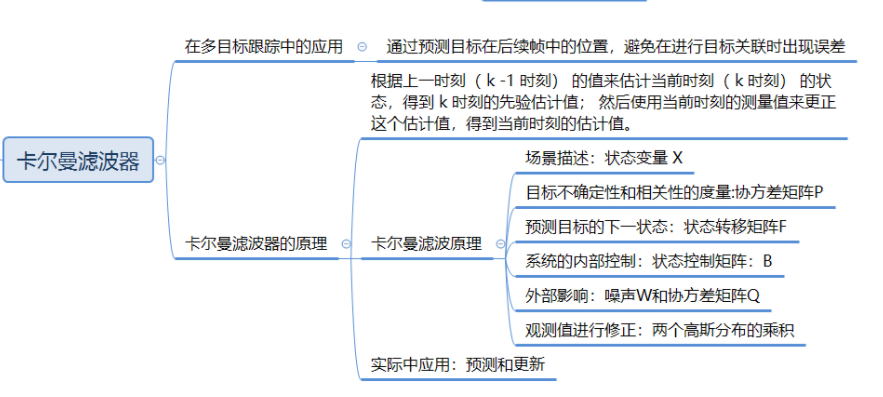 在多目标跟踪中的应用
通过预测目标在后续帧中的位置，避免在进行目标关联时出现误差
根据上一时刻（ k -1 时刻） 的值来估计当前时刻（ k 时刻） 的状
态，得到 k 时刻的先验估计值； 然后使用当前时刻的测量值来更正
这个估计值，得到当前时刻的估计值。
卡尔曼滤波器
场景描述：状态变量 X
目标不确定性和相关性的度量:协方差矩阵P
预测目标的下一状态：状态转移矩阵F
卡尔曼滤波器的原理
卡尔曼滤波原理
系统的内部控制：状态控制矩阵：B
外部影响：噪声W和协方差矩阵Q
观测值进行修正：两个高斯分布的乘积
实际中应用：预测和更新